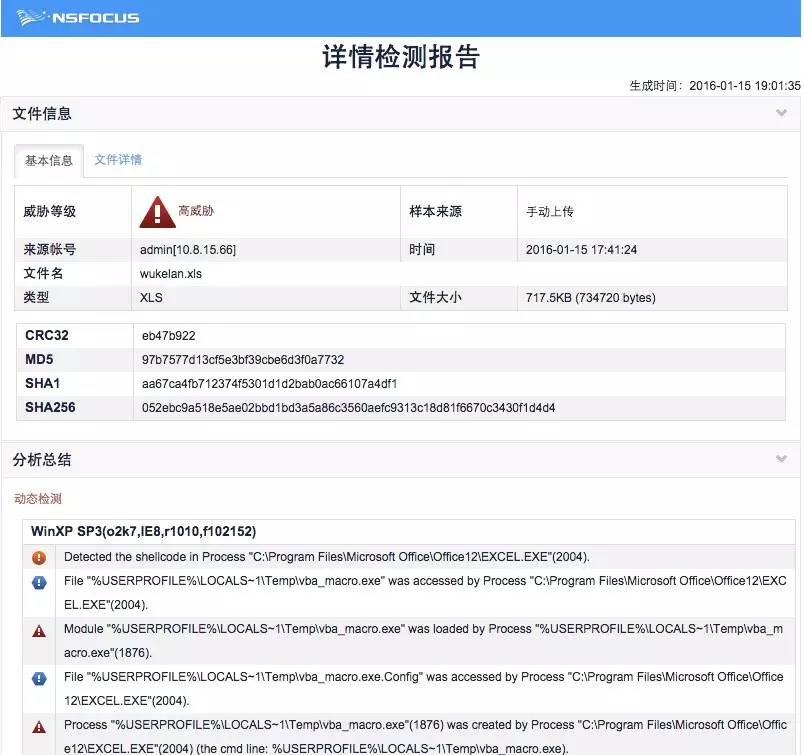 NSFOCUS
详情检测报告
生成时间：2016-01-15 19:01:35
文件信息
基本信息 文件详情
威胁等级 高威胁 样本来源 手动上传
来源帐号 admin[10.8.15.66] 时间 2016-01-15 17:41:24
文件名 wukelan.xls
类型 XLS 文件大小 717.5KB (734720 bytes)
CRC32 eb47b922
MD5 97b7577d13cf5e3bf39cbe6d3f0a7732
SHA1 aa67ca4fb712374f5301d1d2bab0ac66107a4df1
SHA256 052ebc9a518e5ae02bbd1bd3a5a86c3560aefc9313c18d81f6670c3430f1d4d4
分析总结
动态检测
WinXP SP3(o2k7,IE8,r1010,f102152)
Detected the shellcode in Process "C:\Program Files\Microsoft Office\Office12\EXCEL.EXE"(2004).
File "%USERPROFILE%\LOCALS~1\Temp\vba_macro.exe" was accessed by Process "C:\Program Files\Microsoft Office\Office12\EXC
EL.EXE"(2004).
Module "%USERPROFILE%\LOCALS~1\Temp\vba_macro.exe" was loaded by Process "%USERPROFILE%\LOCALS~1\Temp\vba_m
acro.exe"(1876).
File "%USERPROFILE%\LOCALS~1\Temp\vba_macro.exe.Config" was accessed by Process "C:\Program Files\Microsoft Office\Office
12\EXCEL.EXE"(2004).
Process "%USERPROFILE%\LOCALS~1\Temp\vba_macro.exe"(1876) was created by Process "C:\Program Files\Microsoft Office\Offic
e12\EXCEL.EXE"(2004) (the cmd line: %USERPROFILE%\LOCALS~1\Temp\vba_macro.exe).